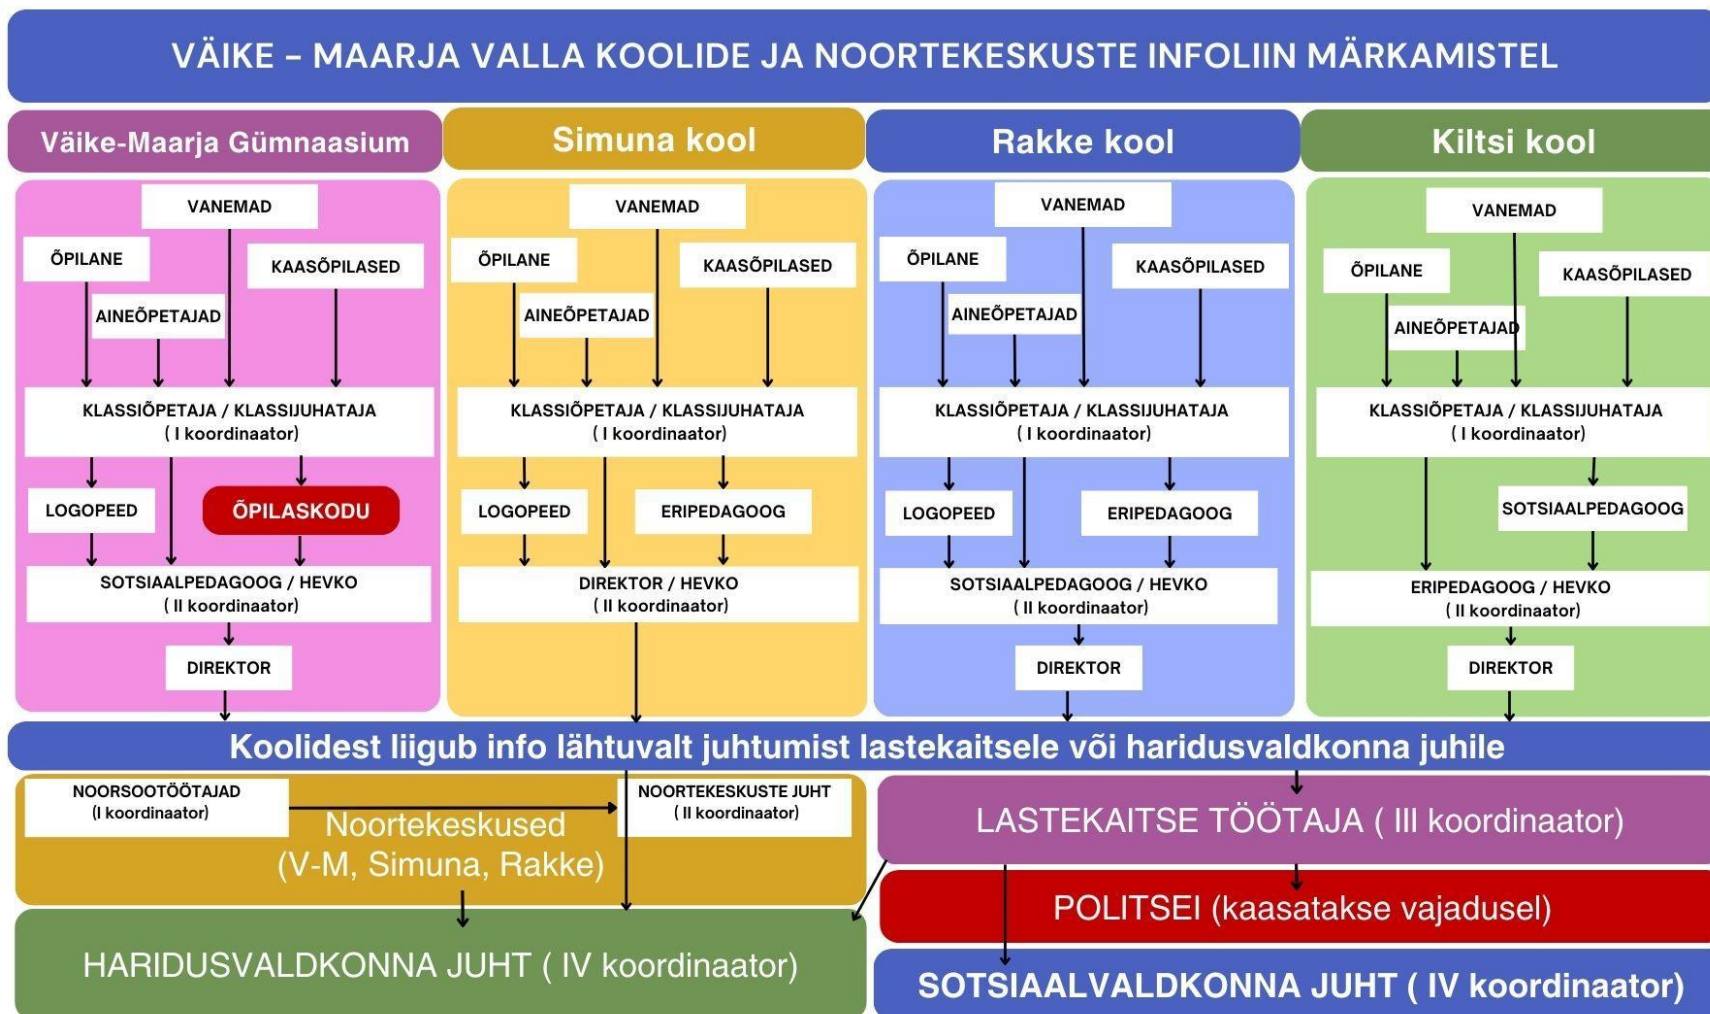 VÄIKE – MAARJA VALLA KOOLIDE JA NOORTEKESKUSTE INFOLIIN MÄRKAMISTEL
Väike-Maarja Gümnaasium
VANEMAD
ÕPILANE
KAASÕPILASED
AINEÕPETAJAD
KLASSIÕPETAJA / KLASSIJUHATAJA
( I koordinaator)
LOGOPEED
ÕPILASKODU
SOTSIAALPEDAGOOG / HEVKO
( II koordinaator)
DIREKTOR
Simuna kool
VANEMAD
ÕPILANE
KAASÕPILASED
AINEÕPETAJAD
KLASSIÕPETAJA / KLASSIJUHATAJA
( I koordinaator)
LOGOPEED
ERIPEDAGOOG
DIREKTOR / HEVKO
( II koordinaator)
Rakke kool
VANEMAD
ÕPILANE
KAASÕPILASED
AINEÕPETAJAD
KLASSIÕPETAJA / KLASSIJUHATAJA
( I koordinaator)
LOGOPEED
ERIPEDAGOOG
SOTSIAALPEDAGOOG / HEVKO
( II koordinaator)
DIREKTOR
Kiltsi kool
VANEMAD
ÕPILANE
KAASÕPILASED
AINEÕPETAJAD
KLASSIÕPETAJA / KLASSIJUHATAJA
( I koordinaator)
SOTSIAALPEDAGOOG
ERIPEDAGOOG / HEVKO
( II koordinaator)
DIREKTOR
Koolidest liigub info lähtuvalt juhtumist lastekaitsele või haridusvaldkonna juhile
NOORSOOTÖÖTAJAD
(I koordinaator)
NOORTEKESKUSTE JUHT
( II koordinaator)
Noortekeskused
(V-M, Simuna, Rakke)
HARIDUSVALDKONNA JUHT ( IV koordinaator)
LASTEKAITSE TÖÖTAJA ( III koordinaator)
POLITSEI (kaasatakse vajadusel)
SOTSIAALVALDKONNA JUHT ( IV koordinaator)